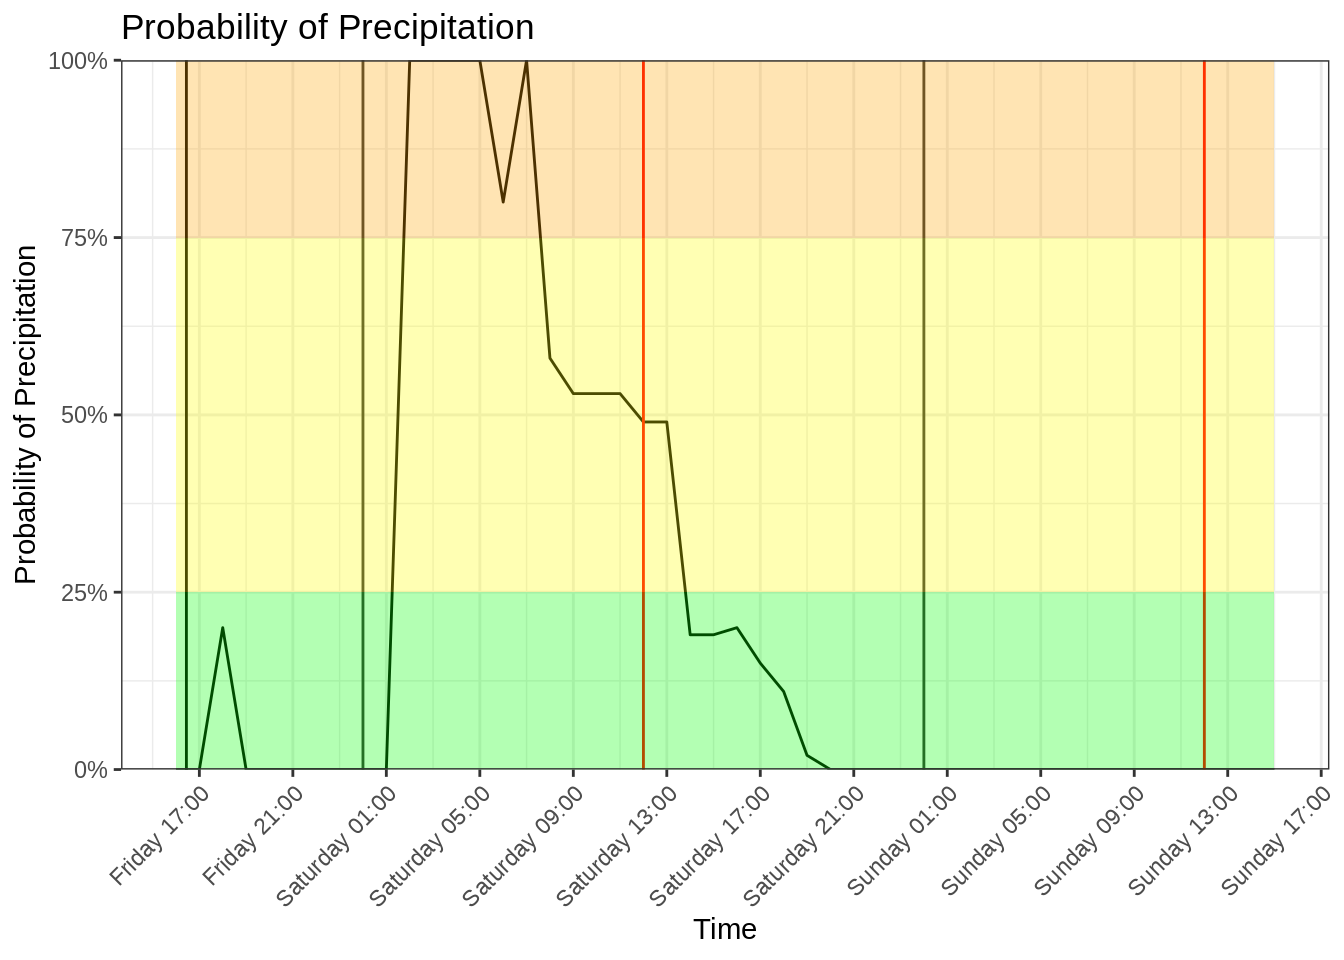 Probability of Precipitation
Probability of Precipitation
100%
75%
50%
25%
0%
Friday 17:00
Friday 21:00
Saturday 01:00
Saturday 05:00
Saturday 09:00
Saturday 13:00
Saturday 17:00
Saturday 21:00
Sunday 01:00
Sunday 05:00
Sunday 09:00
Sunday 13:00
Sunday 17:00
Time